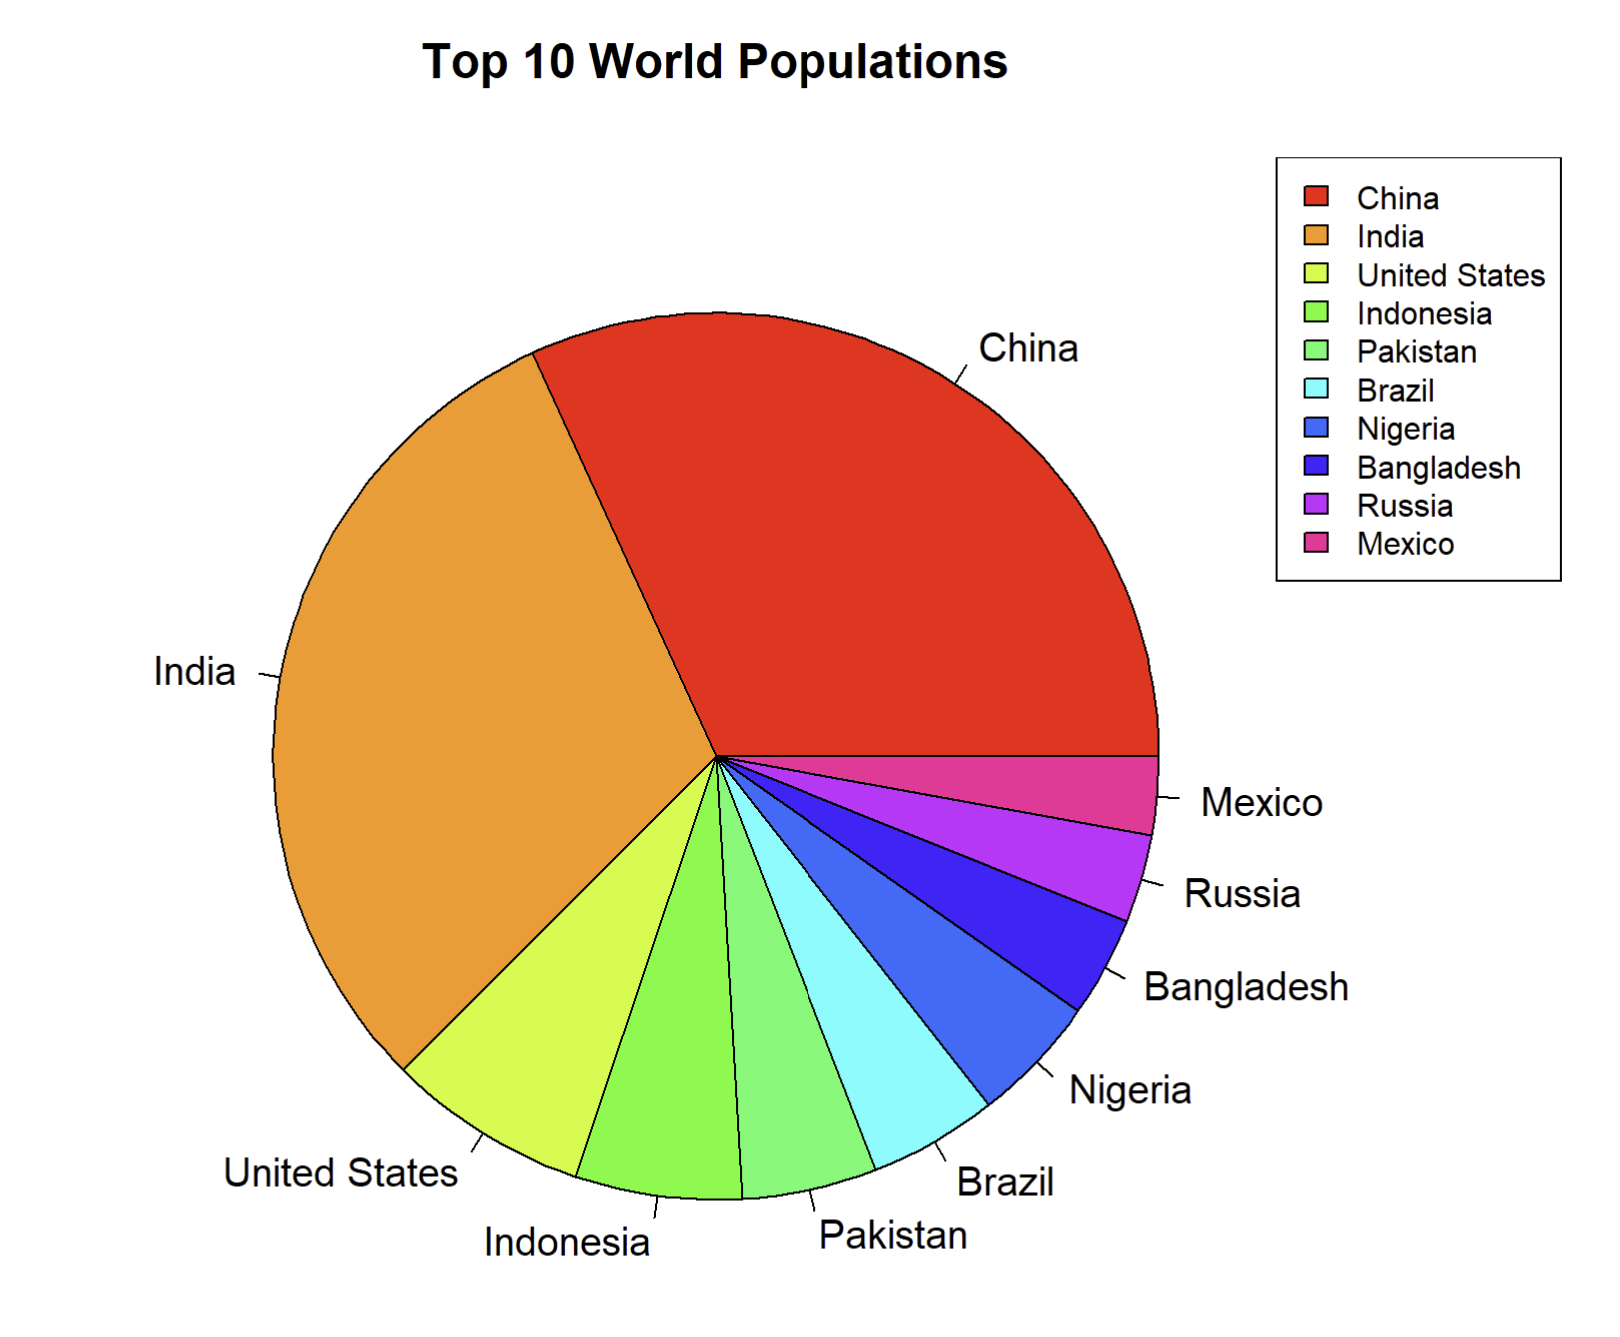 Top 10 World Populations
China
India
United States
Indonesia
Pakistan
Brazil
Nigeria
Bangladesh
Russia
Mexico
China
India
Mexico
Russia
Bangladesh
Nigeria
United States
Brazil
Pakistan
Indonesia